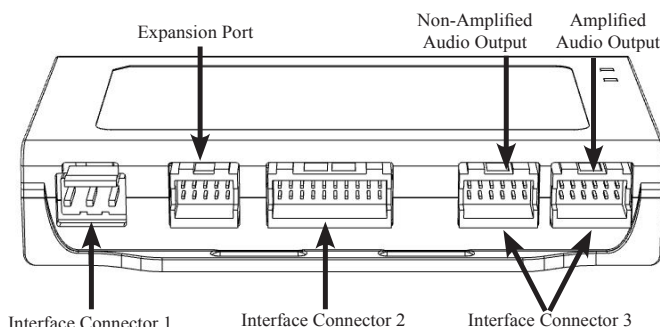 Expansion Port
Non-Amplified
Audio Output
Amplified
Audio Output
Interface Connector 1
Interface Connector 2
Interface Connector 3